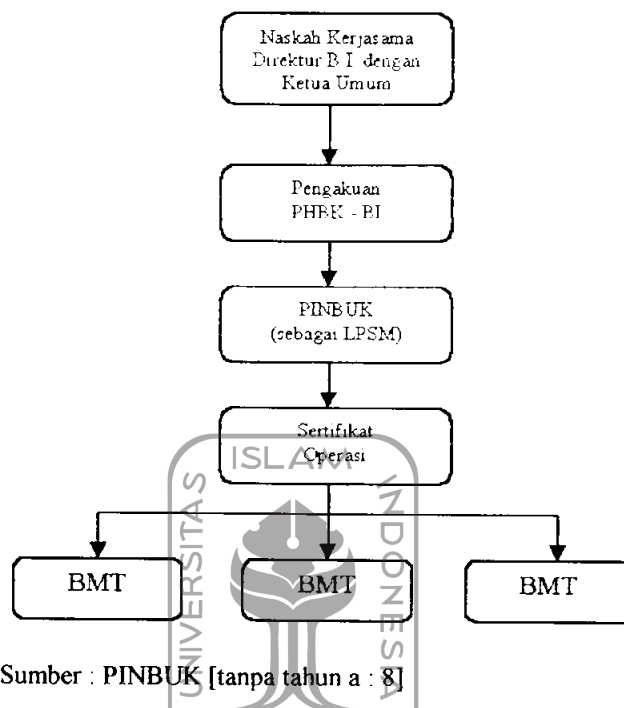 Naskah Kerjasama
Direktur B I dengan
Ketua Umum
Pengakuan
PHBK - BI
PINBUK
(sebagai LPSM)
Sertifikat
Operasi
UNIVERSITAS
ISLAM
INDONESIA
BMT
BMT
BMT
Sumber : PINBUK [tanpa tahun a : 8]